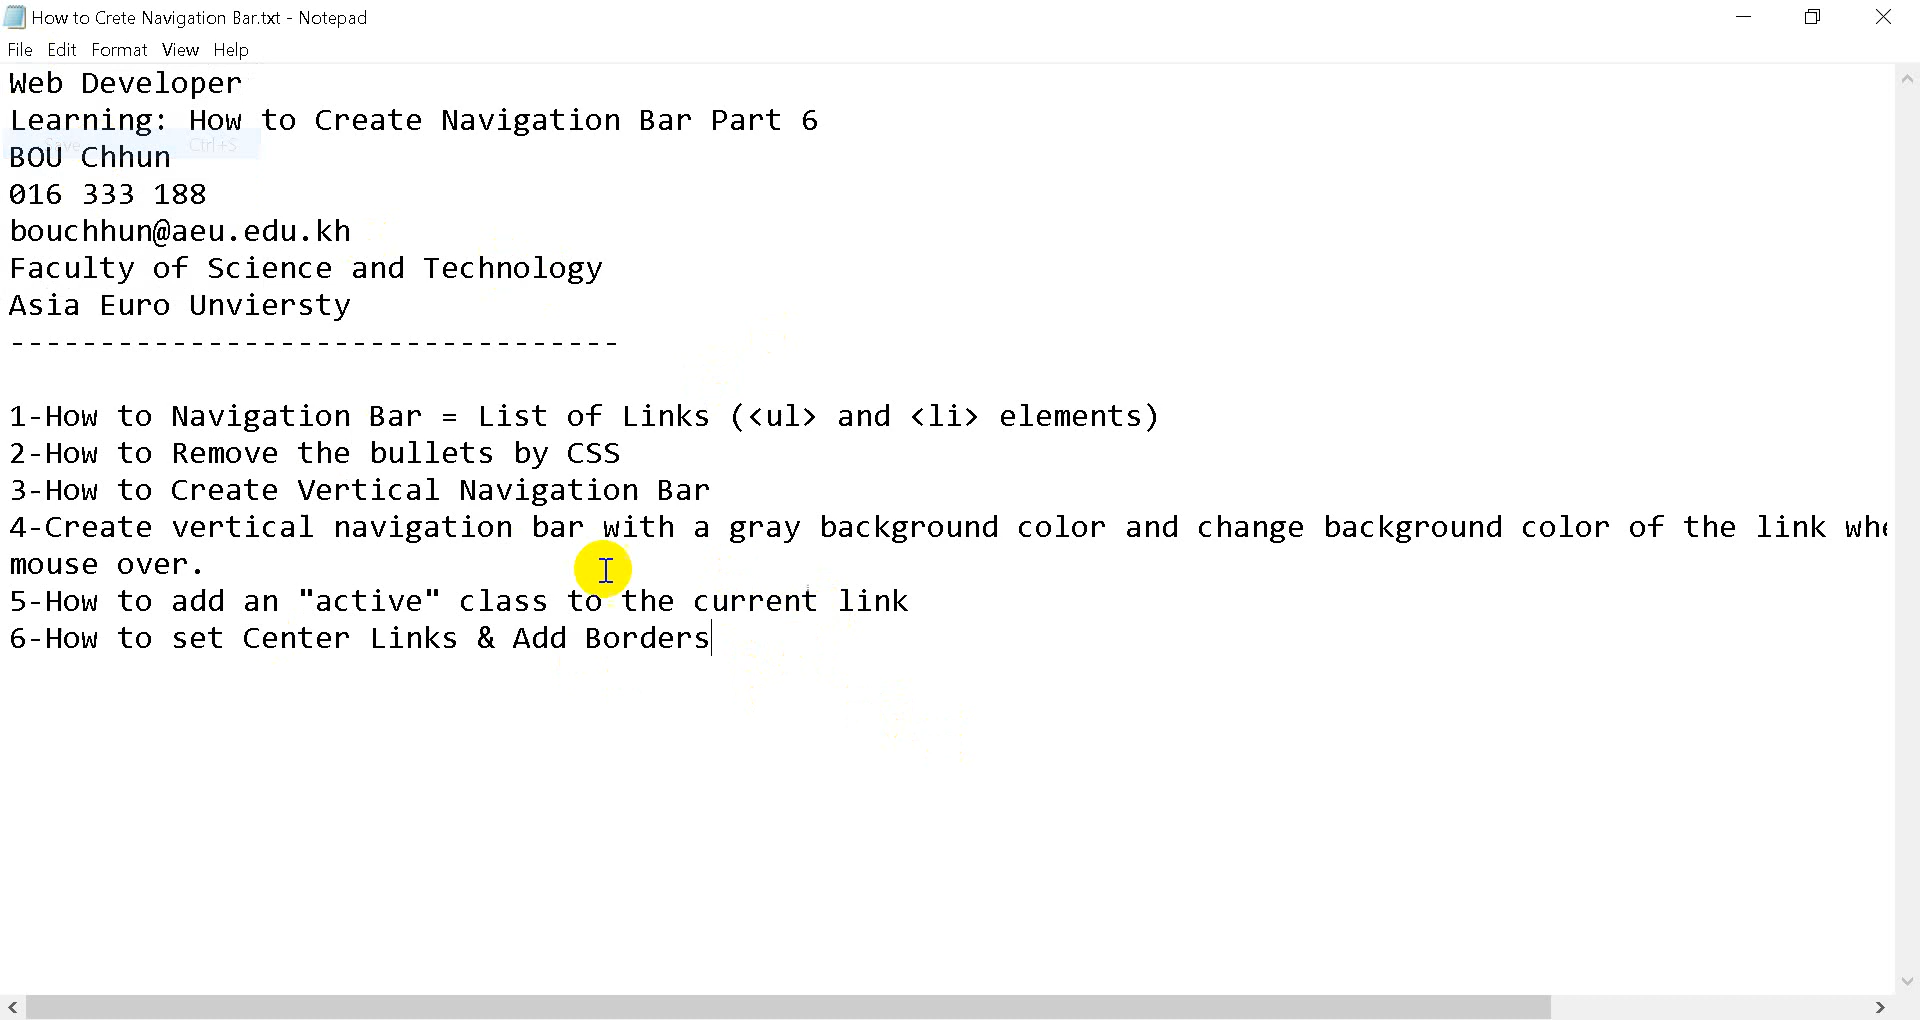 How to Crete Navigation Bar.txt - Notepad
File Edit Format View Help
Web Developer
Learning: How to Create Navigation Bar Part 6
Save Ctrl+S
BOU Chhun
016 333 188
bouchhun@aeu.edu.kh
Faculty of Science and Technology
Asia Euro Unviersty
----------------------------------
1-How to Navigation Bar = List of Links (<ul> and <li> elements)
2-How to Remove the bullets by CSS
3-How to Create Vertical Navigation Bar
4-Create vertical navigation bar with a gray background color and change background color of the link
mouse over.
5-How to add an "active" class to the current link
6-How to set Center Links & Add Borders